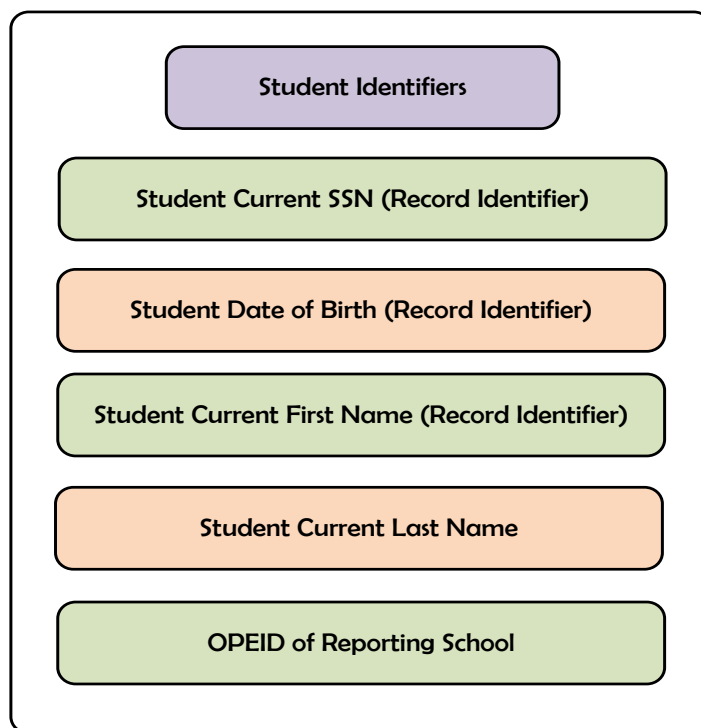 Student Identifiers
Student Current SSN (Record Identifier)
Student Date of Birth (Record Identifier)
Student Current First Name (Record Identifier)
Student Current Last Name
OPEID of Reporting School